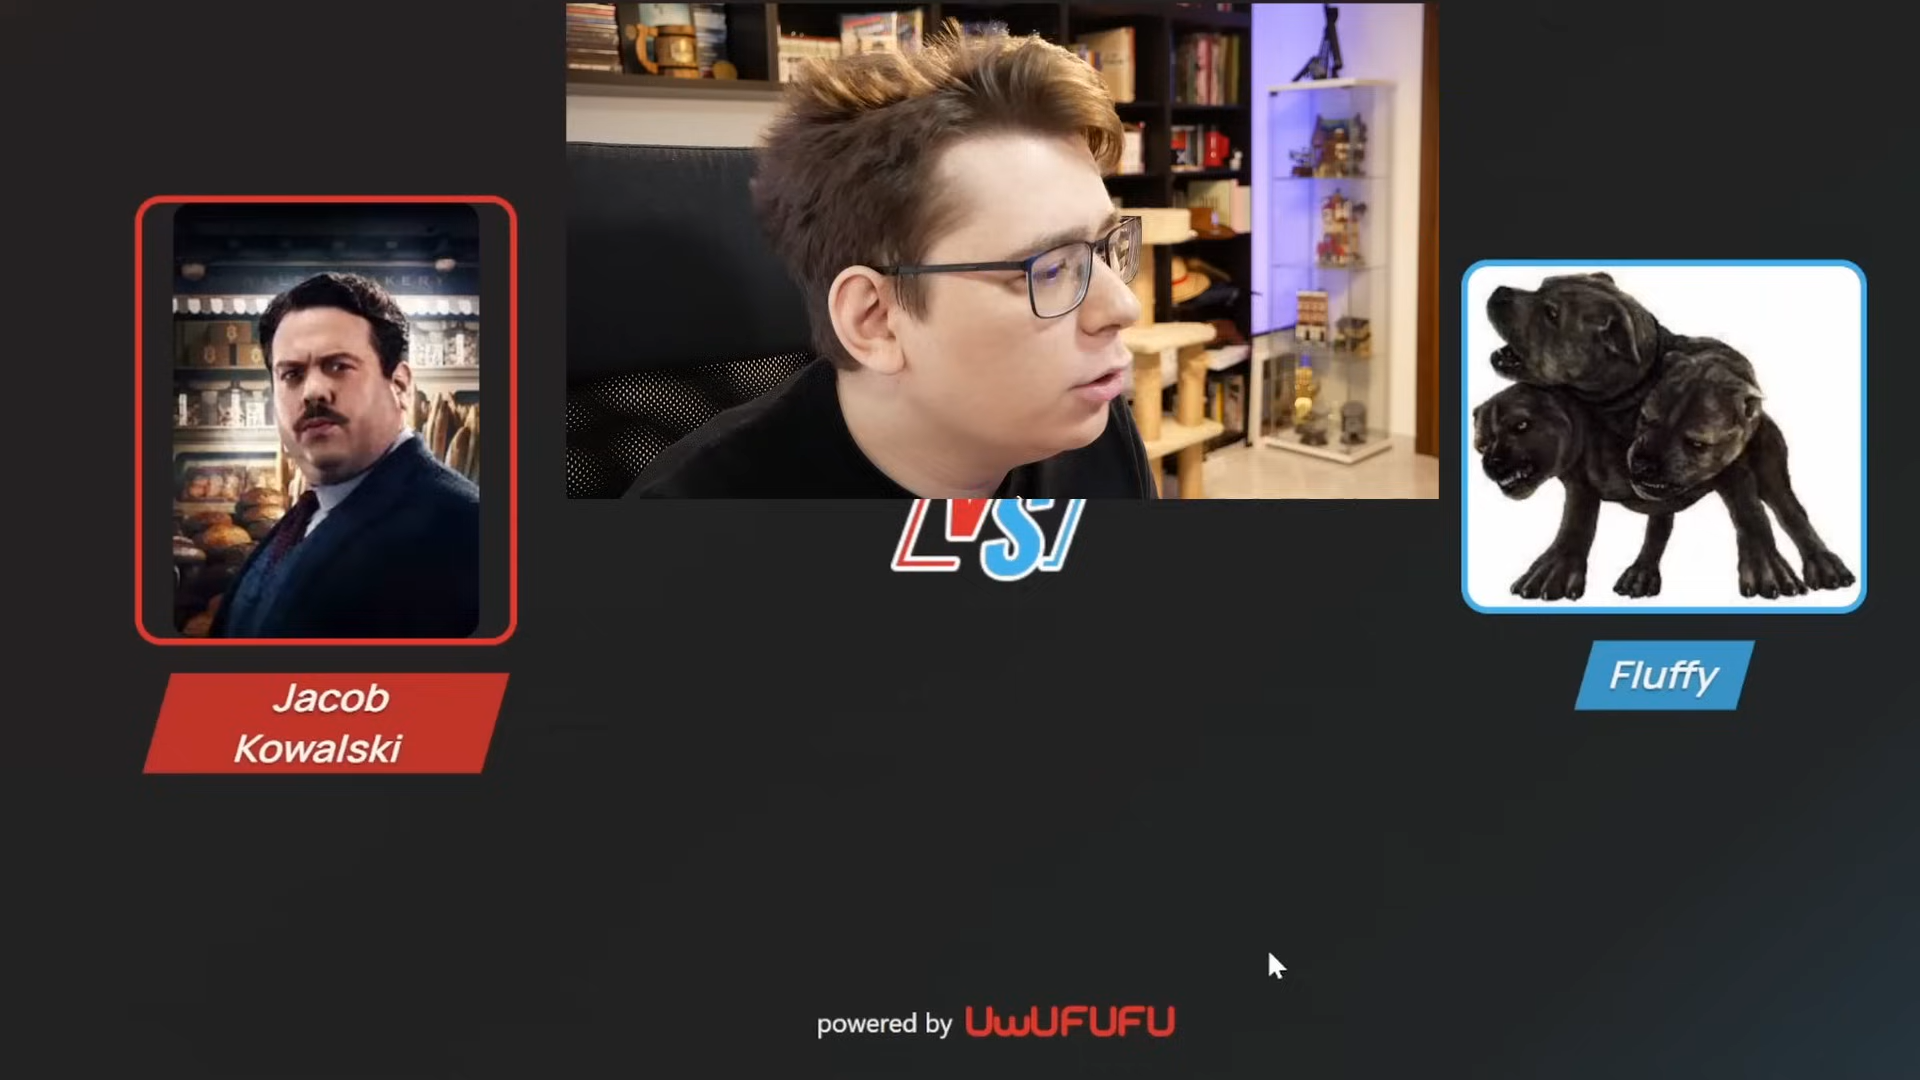 VS
Jacob
Kowalski
Fluffy
powered by UwUFUFU